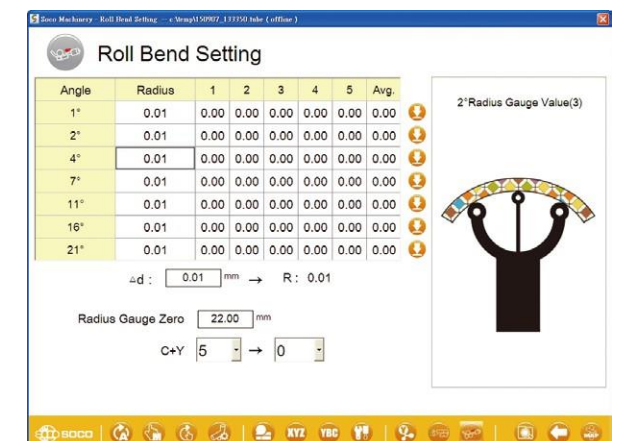 Soco Machinery - Roll Bend Setting -- c:\temp\150907_133350.tube ( offline )
Roll Bend Setting
Angle Radius 1 2 3 4 5 Avg.
1° 0.01 0.00 0.00 0.00 0.00 0.00 0.00
2° 0.01 0.00 0.00 0.00 0.00 0.00 0.00
4° 0.01 0.00 0.00 0.00 0.00 0.00 0.00
7° 0.01 0.00 0.00 0.00 0.00 0.00 0.00
11° 0.01 0.00 0.00 0.00 0.00 0.00 0.00
16° 0.01 0.00 0.00 0.00 0.00 0.00 0.00
21° 0.01 0.00 0.00 0.00 0.00 0.00 0.00
2°Radius Gauge Value(3)
△d : 0.01 mm → R : 0.01
Radius Gauge Zero 22.00 mm
C+Y 5 → 0
SOCO XYZ YBC